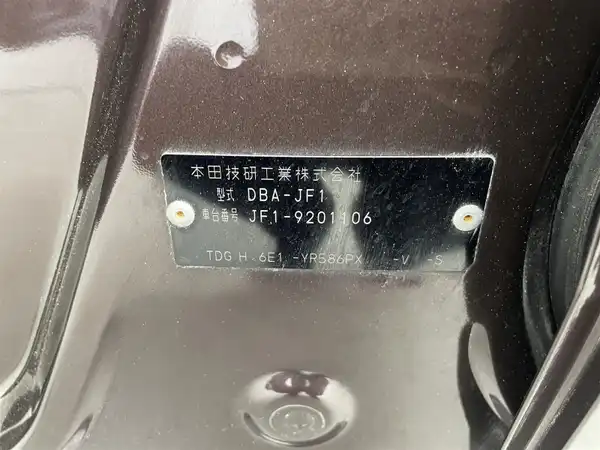 本田技研工業株式会社
型式 DBA-JF1
車台番号 JF1-9201106
TDG H 6E1 -YR586PX -V -S